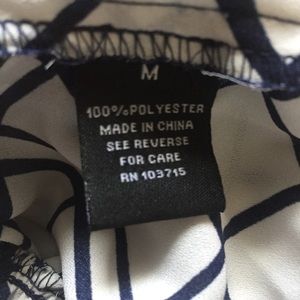 M
100%POLYESTER
MADE IN CHINA
SEE REVERSE
FOR CARE
RN 103715